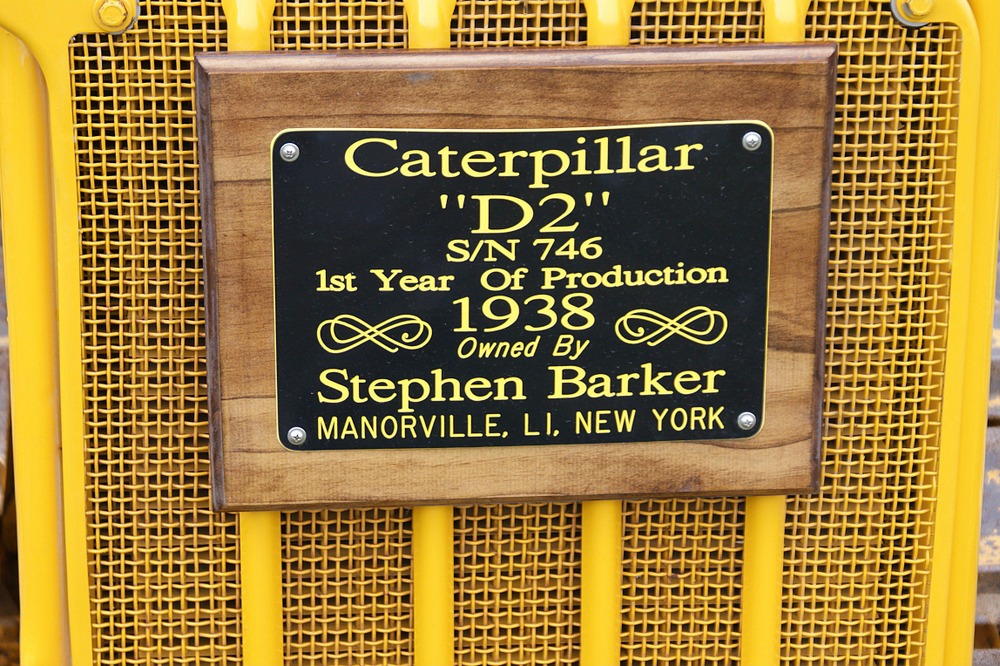 Caterpillar
"D2"
S/N 746
1st Year Of Production
1938
Owned By
Stephen Barker
MANORVILLE, LI, NEW YORK